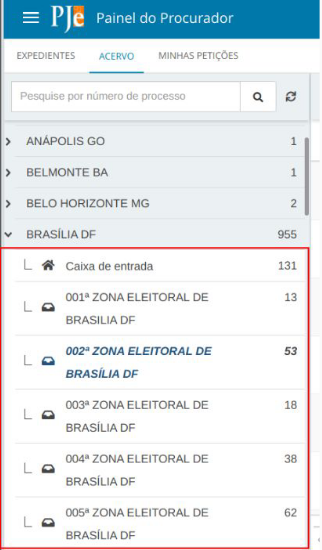 PJe Painel do Procurador
EXPEDIENTES ACERVO MINHAS PETIÇÕES
Pesquise por número de processo
ANÁPOLIS GO 1
BELMONTE BA 1
BELO HORIZONTE MG 2
BRASÍLIA DF 955
Caixa de entrada 131
001ª ZONA ELEITORAL DE 13
BRASILIA DF
002ª ZONA ELEITORAL DE 53
BRASÍLIA DF
003ª ZONA ELEITORAL DE 18
BRASILIA DF
004ª ZONA ELEITORAL DE 38
BRASILIA DF
005ª ZONA ELEITORAL DE 62
BRASÍLIA DF